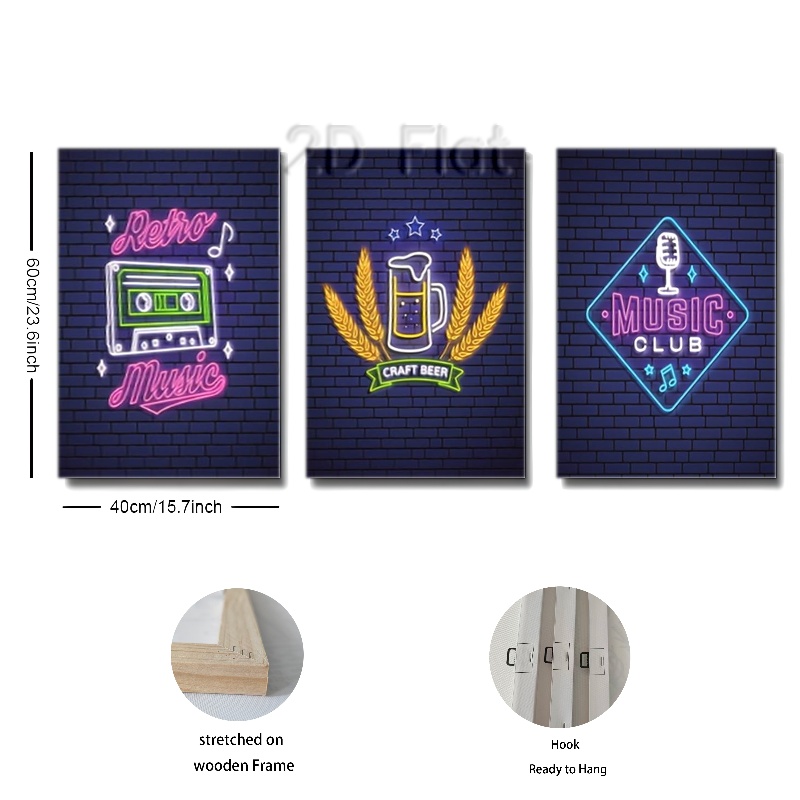 2D Flat
Retro
Music
CRAFT BEER
MUSIC
CLUB
60cm/23.6inch
40cm/15.7inch
stretched on
wooden Frame
Hook
Ready to Hang